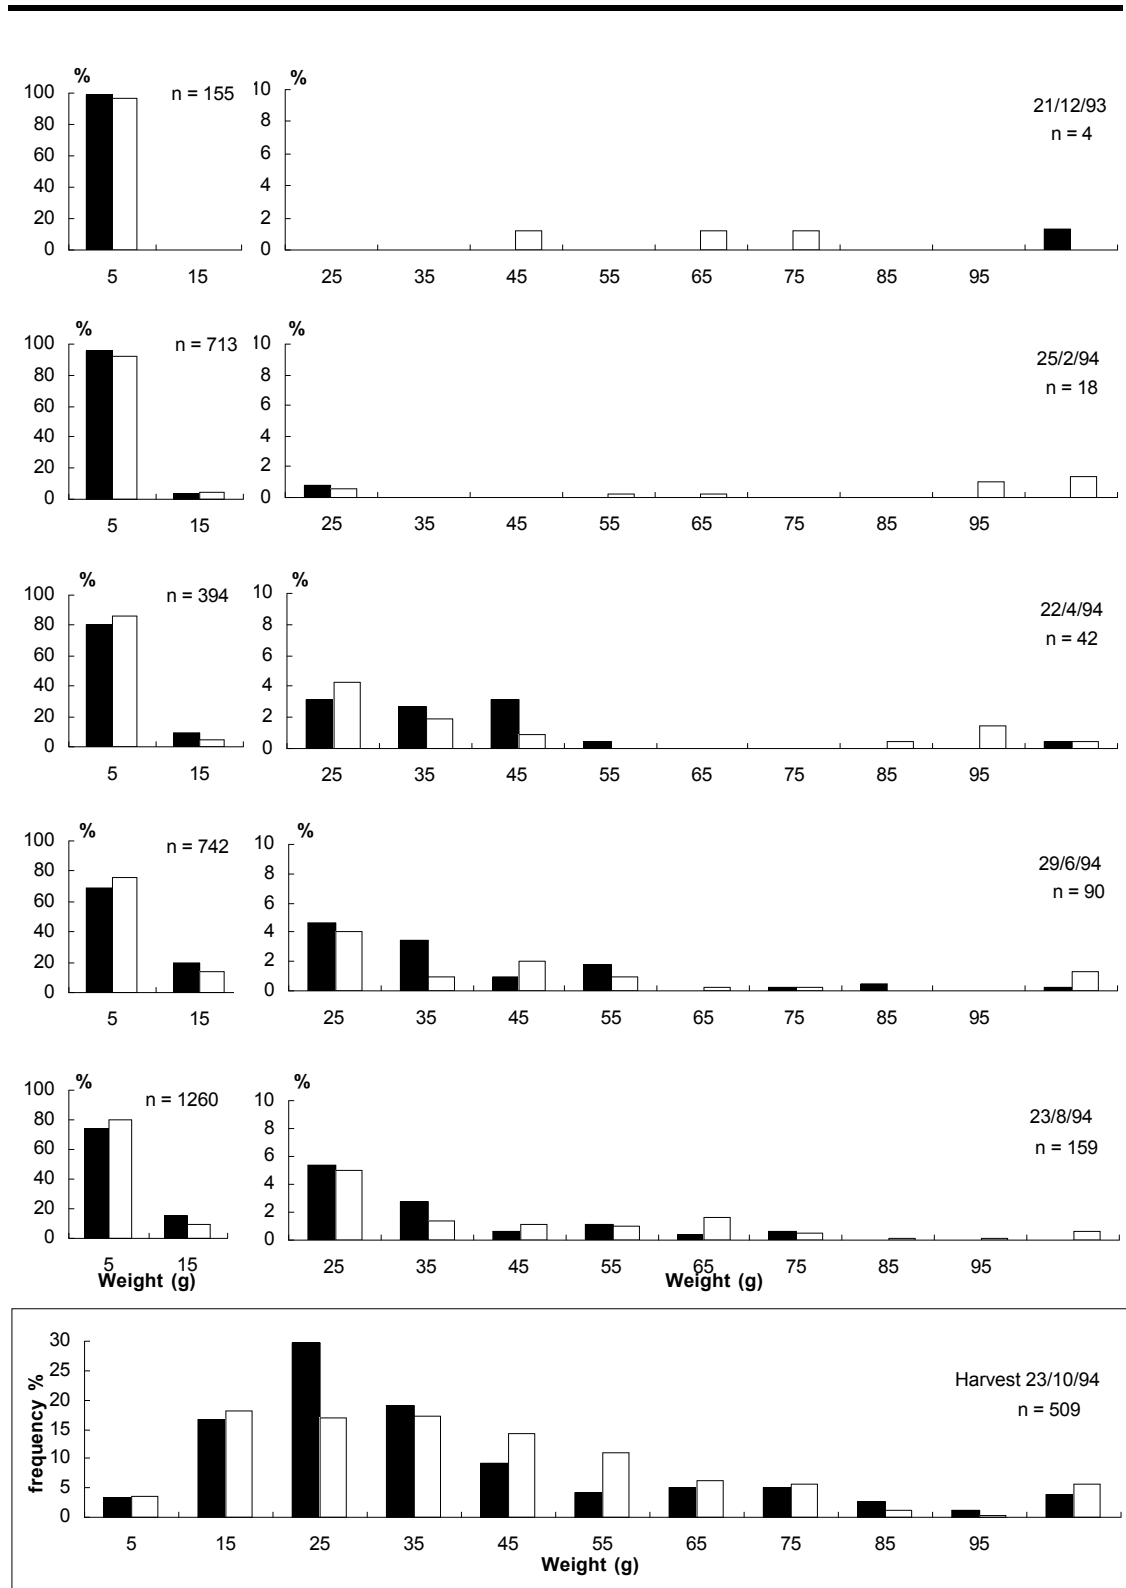 % %
100 n = 155 10 21/12/93
80 8 n = 4
60 6
40 4
20 2
0 0
5 15 25 35 45 55 65 75 85 95
% %
100 n = 713 10 25/2/94
80 8 n = 18
60 6
40 4
20 2
0 0
5 15 25 35 45 55 65 75 85 95
% %
100 n = 394 10 22/4/94
80 8 n = 42
60 6
40 4
20 2
0 0
5 15 25 35 45 55 65 75 85 95
% %
100 n = 742 10 29/6/94
80 8 n = 90
60 6
40 4
20 2
0 0
5 15 25 35 45 55 65 75 85 95
% %
100 n = 1260 10 23/8/94
80 8 n = 159
60 6
40 4
20 2
0 0
5 15 25 35 45 55 65 75 85 95
Weight (g) Weight (g)
frequency %
30
25 Harvest 23/10/94
20 n = 509
15
10
5
0
5 15 25 35 45 55 65 75 85 95
Weight (g)